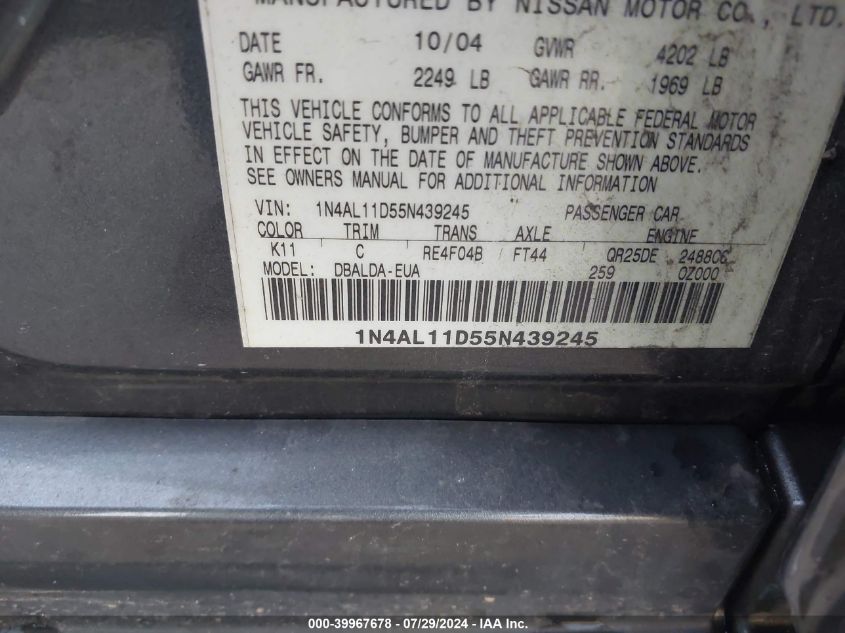 MANUFACTURED BY NISSAN MOTOR CO., LTD.
DATE 10/04 GVWR 4202 LB
GAWR FR. 2249 LB GAWR RR. 1969 LB
THIS VEHICLE CONFORMS TO ALL APPLICABLE FEDERAL MOTOR
VEHICLE SAFETY, BUMPER AND THEFT PREVENTION STANDARDS
IN EFFECT ON THE DATE OF MANUFACTURE SHOWN ABOVE.
SEE OWNERS MANUAL FOR ADDITIONAL INFORMATION
VIN: 1N4AL11D55N439245 PASSENGER CAR
COLOR TRIM TRANS AXLE ENGINE
K11 C RE4F04B FT44 QR25DE 2488CC
MODEL: DBALDA-EUA 259 0Z000
1N4AL11D55N439245
000-39967678 - 07/29/2024 - IAA Inc.